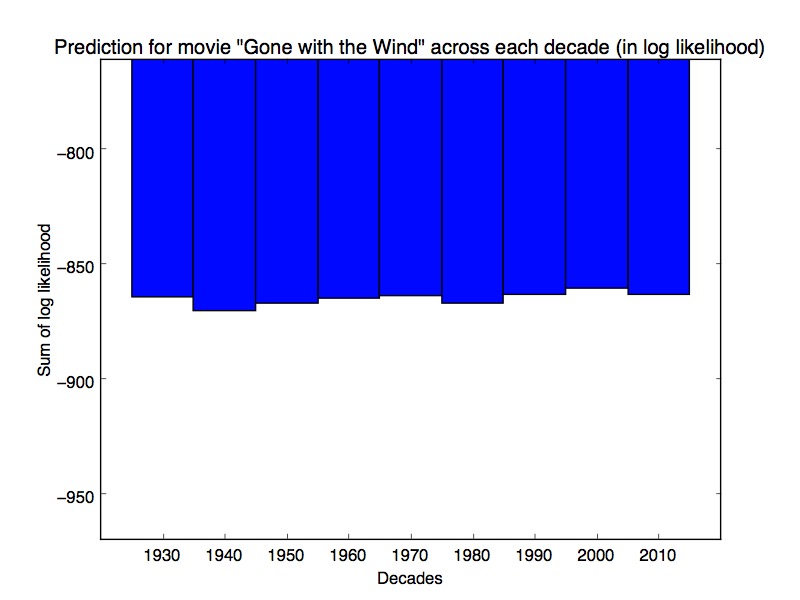 Prediction for movie "Gone with the Wind" across each decade (in log likelihood)
−800
−850
−900
−950
Sum of log likelihood
1930 1940 1950 1960 1970 1980 1990 2000 2010
Decades